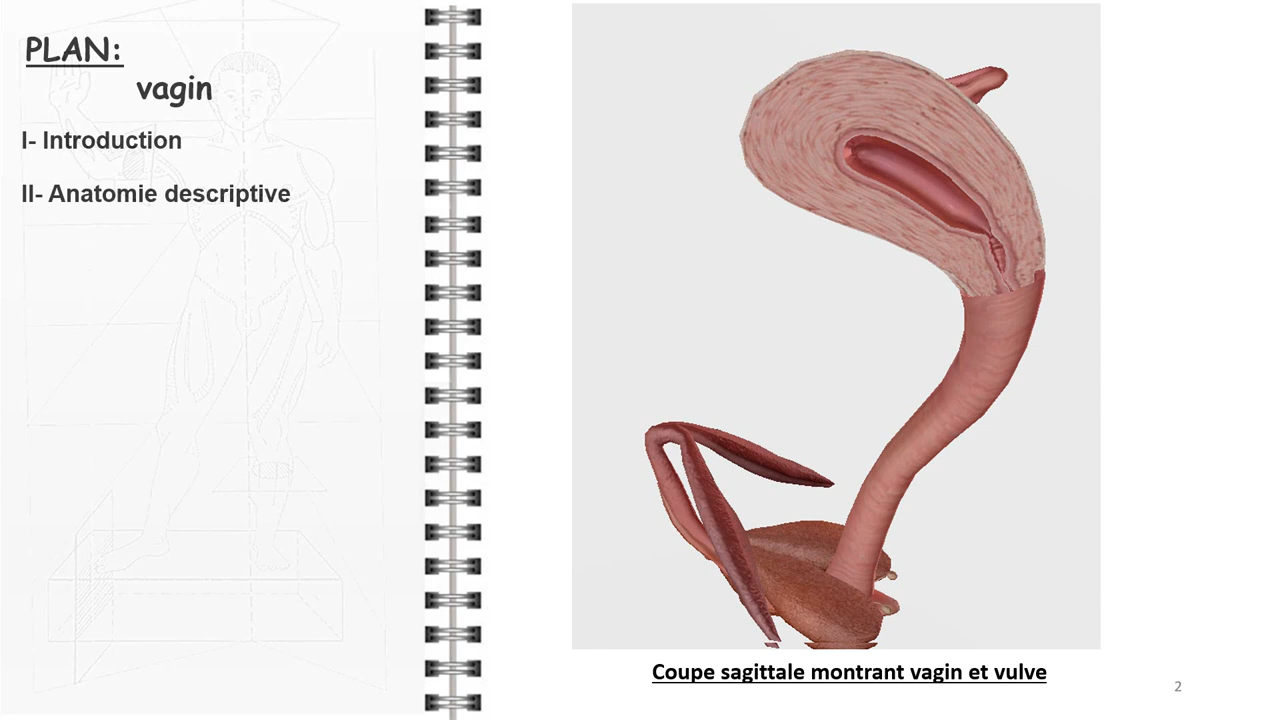 PLAN:
vagin
I- Introduction
II- Anatomie descriptive
Coupe sagittale montrant vagin et vulve
2